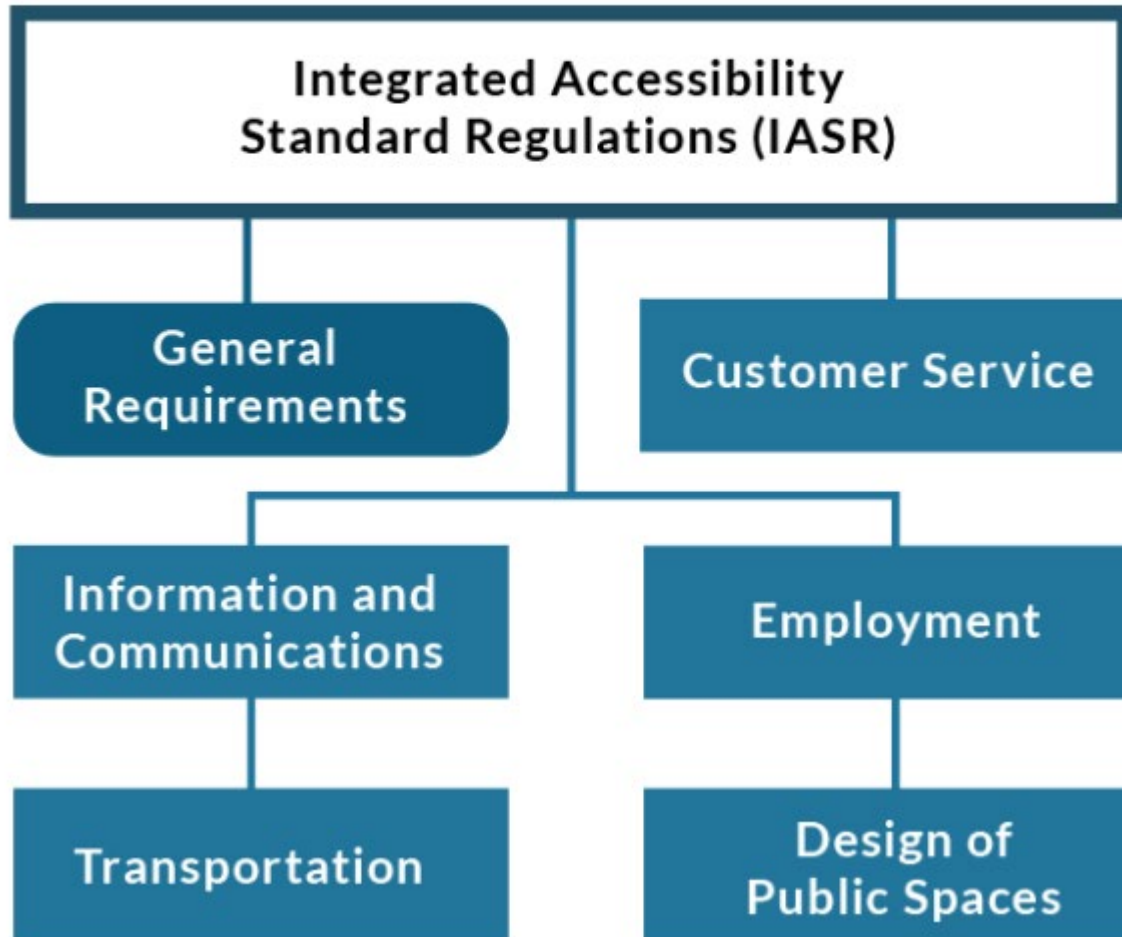 Integrated Accessibility
Standard Regulations (IASR)
General
Requirements
Customer Service
Information and
Communications
Employment
Transportation
Design of
Public Spaces